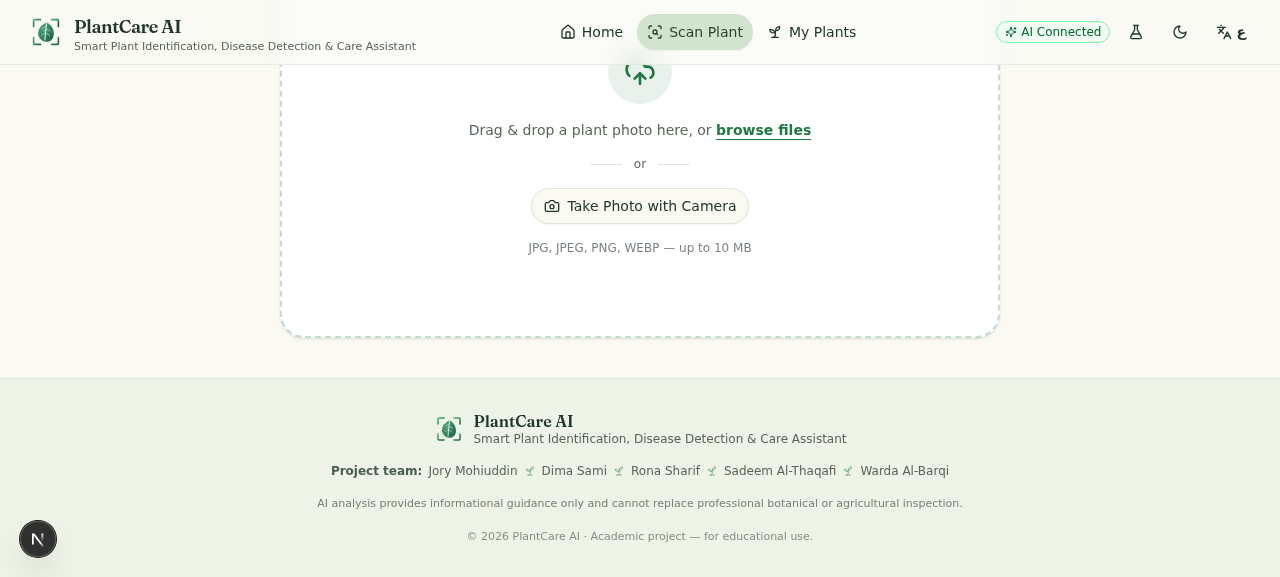 PlantCare AI
Smart Plant Identification, Disease Detection & Care Assistant
Home
Scan Plant
My Plants
AI Connected
ع
Drag & drop a plant photo here, or browse files
or
Take Photo with Camera
JPG, JPEG, PNG, WEBP — up to 10 MB
PlantCare AI
Smart Plant Identification, Disease Detection & Care Assistant
Project team: Jory Mohiuddin Dima Sami Rona Sharif Sadeem Al-Thaqafi Warda Al-Barqi
AI analysis provides informational guidance only and cannot replace professional botanical or agricultural inspection.
© 2026 PlantCare AI · Academic project — for educational use.
N